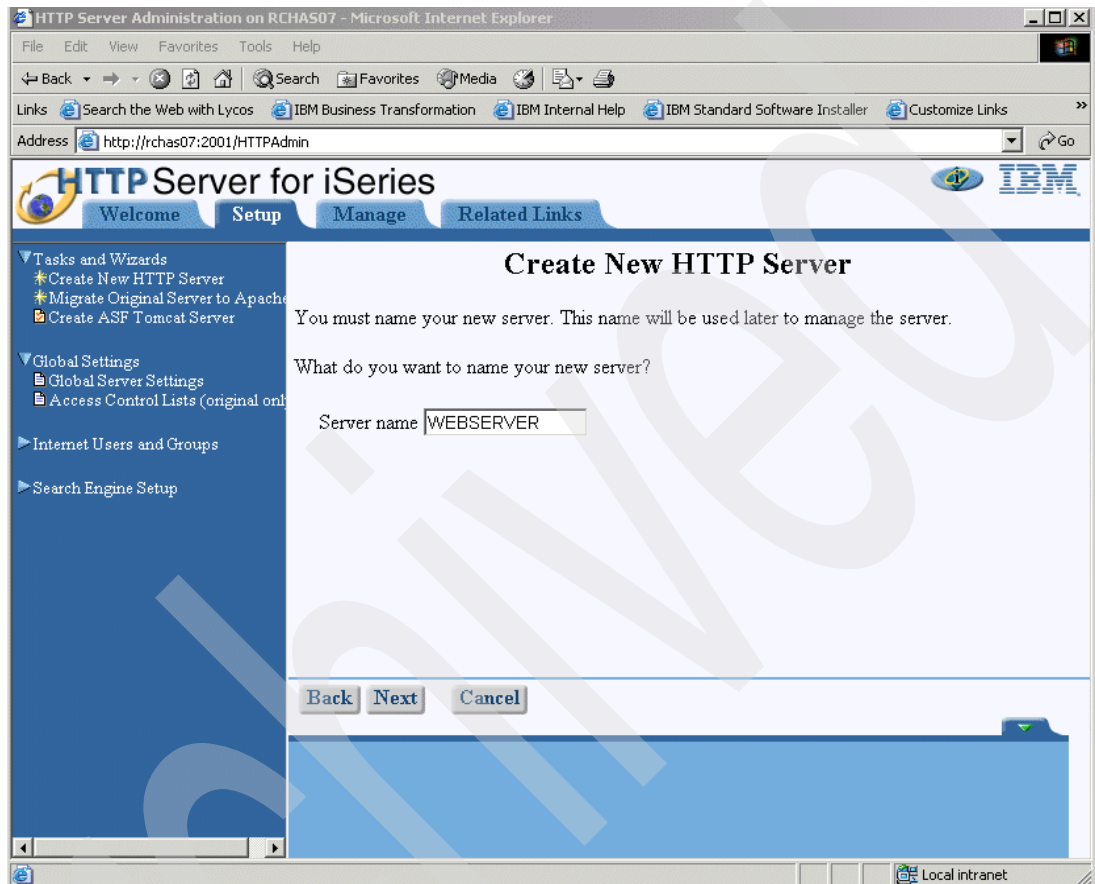 HTTP Server Administration on RCHAS07 - Microsoft Internet Explorer
File Edit View Favorites Tools Help
Back Search Favorites Media
Links Search the Web with Lycos IBM Business Transformation IBM Internal Help IBM Standard Software Installer Customize Links »
Address http://rchas07:2001/HTTPAdmin Go
HTTP Server for iSeries IBM
Welcome Setup Manage Related Links
Tasks and Wizards
Create New HTTP Server
Migrate Original Server to Apache
Create ASF Tomcat Server
Global Settings
Global Server Settings
Access Control Lists (original only
Internet Users and Groups
Search Engine Setup
Create New HTTP Server
You must name your new server. This name will be used later to manage the server.
What do you want to name your new server?
Server name WEBSERVER
Back Next Cancel
Local intranet